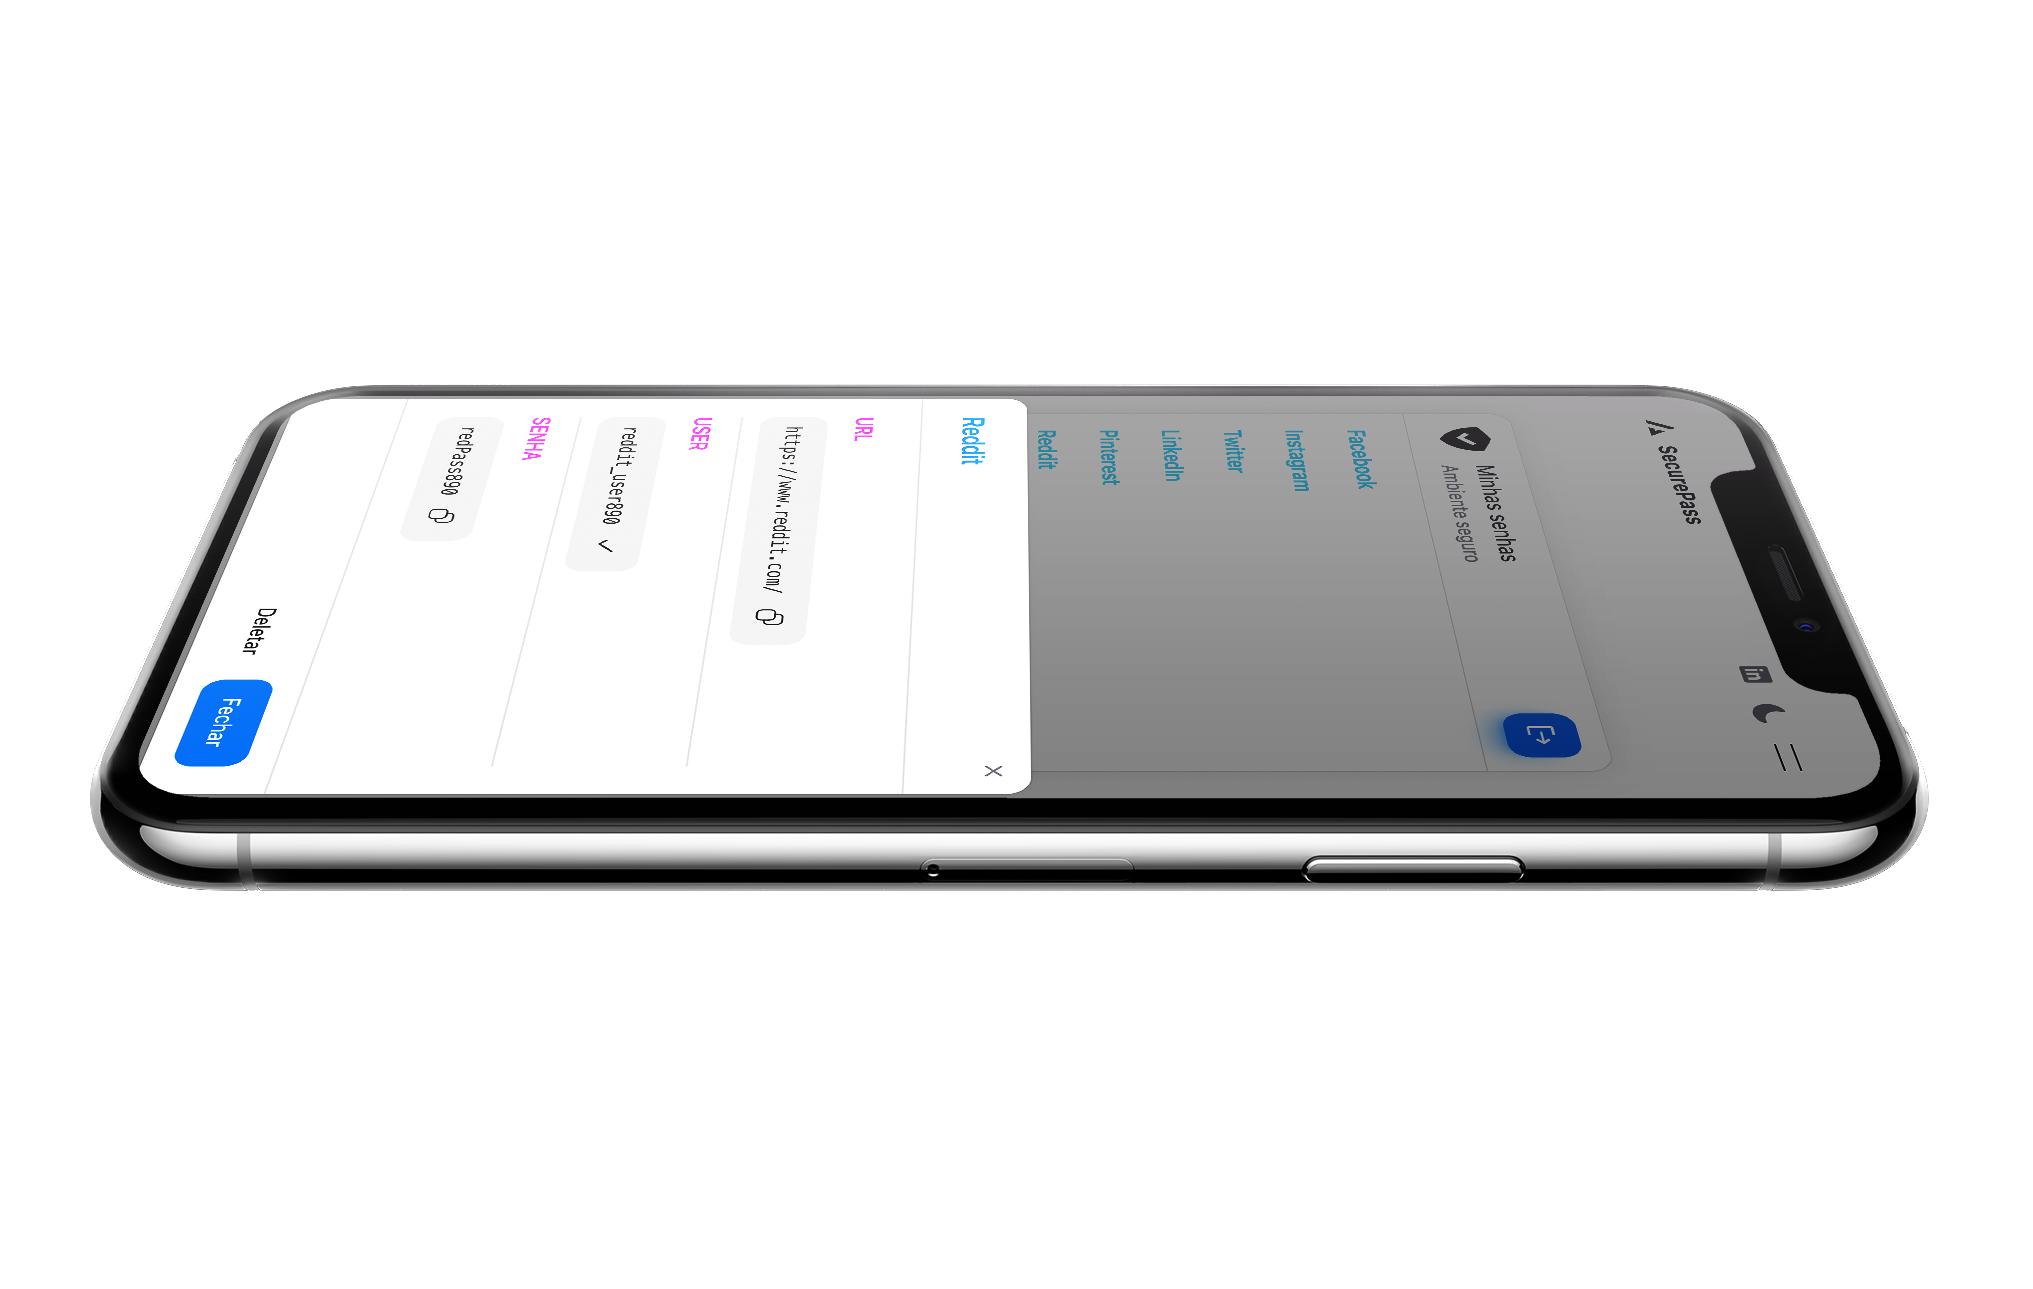 SecurePass
in
Minhas senhas
Ambiente seguro
Facebook
Instagram
Twitter
LinkedIn
Pinterest
Reddit
Reddit
X
URL
https://www.reddit.com/
USER
reddit_user890
SENHA
redPass890
Deletar
Fechar